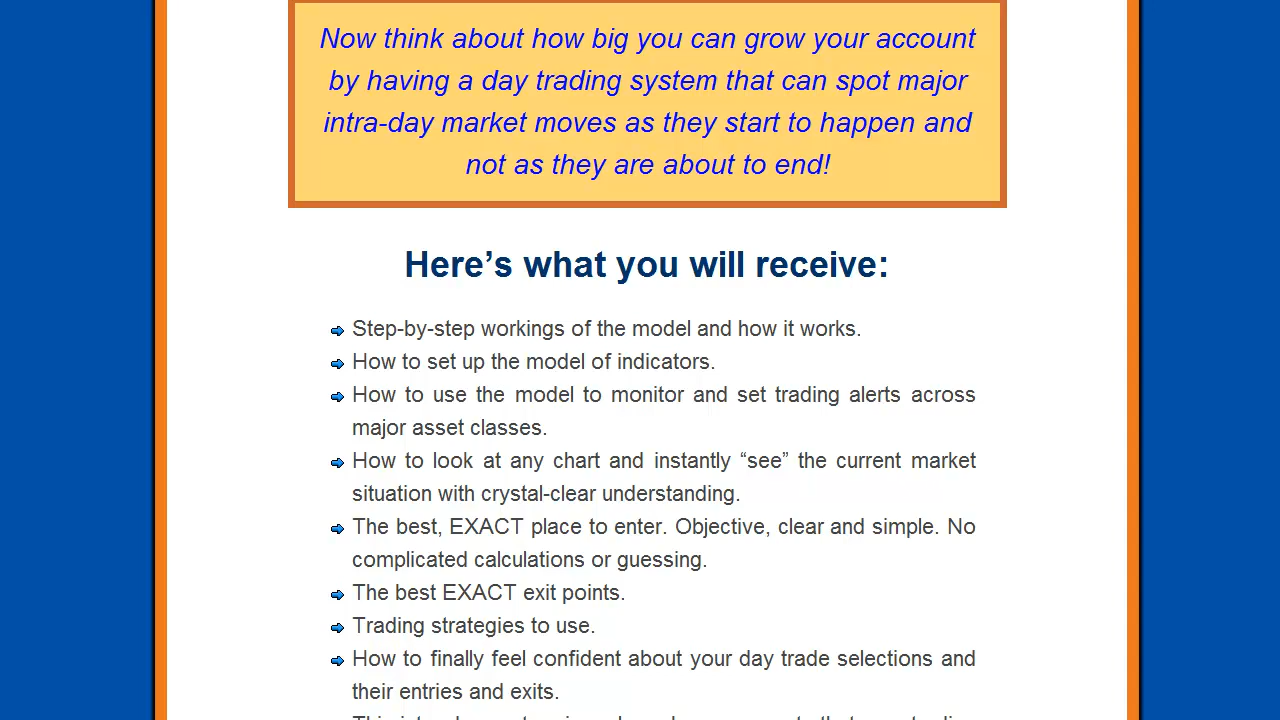 Now think about how big you can grow your account
by having a day trading system that can spot major
intra-day market moves as they start to happen and
not as they are about to end!
Here’s what you will receive:
Step-by-step workings of the model and how it works.
How to set up the model of indicators.
How to use the model to monitor and set trading alerts across
major asset classes.
How to look at any chart and instantly “see” the current market
situation with crystal-clear understanding.
The best, EXACT place to enter. Objective, clear and simple. No
complicated calculations or guessing.
The best EXACT exit points.
Trading strategies to use.
How to finally feel confident about your day trade selections and
their entries and exits.